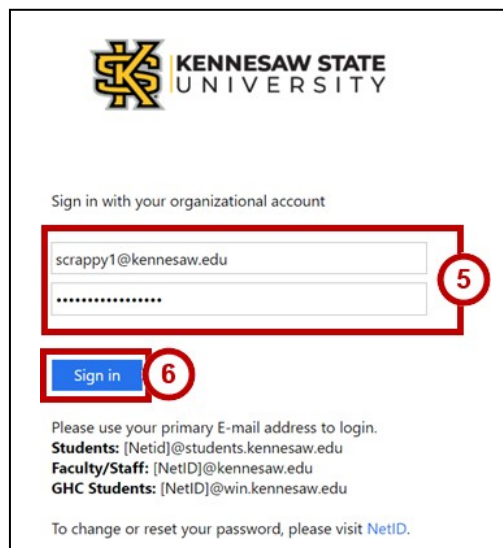 KS
KENNESAW STATE
UNIVERSITY
Sign in with your organizational account
scrappy1@kennesaw.edu
•••••••••••••••••
5
Sign in
6
Please use your primary E-mail address to login.
Students: [Netid]@students.kennesaw.edu
Faculty/Staff: [NetID]@kennesaw.edu
GHC Students: [NetID]@win.kennesaw.edu
To change or reset your password, please visit NetID.